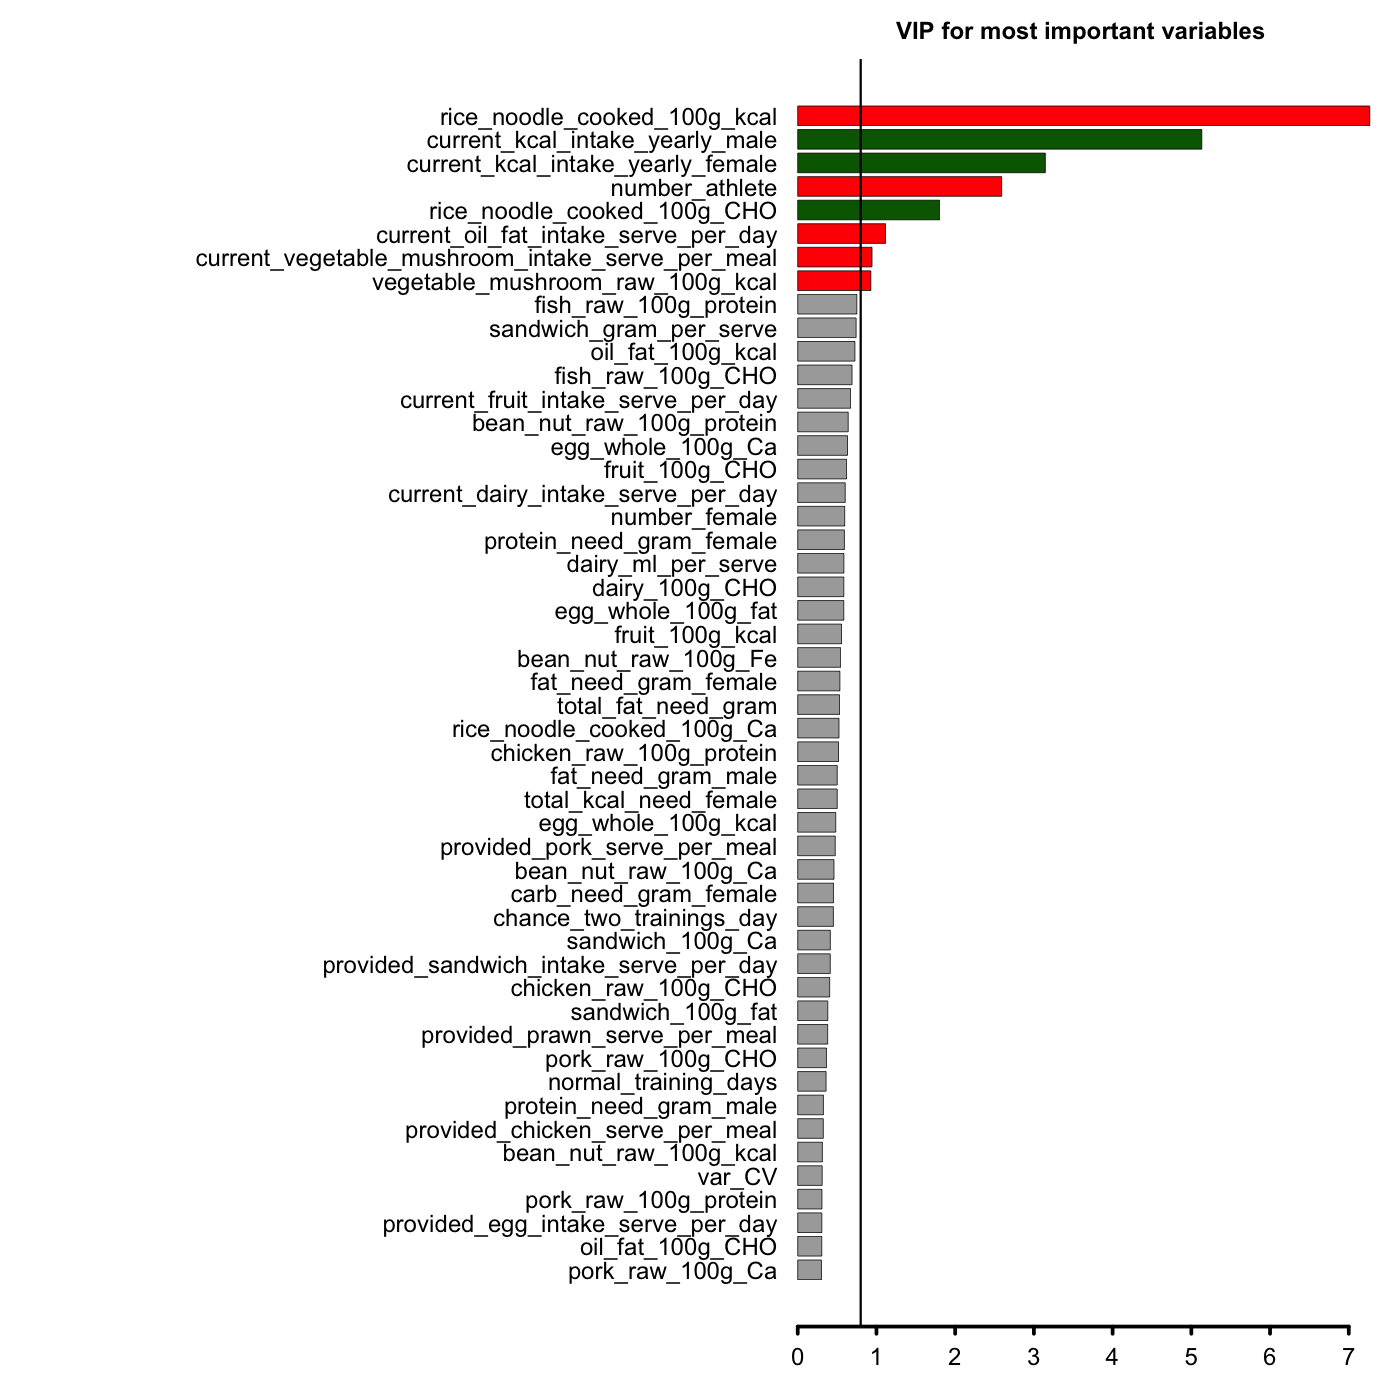 VIP for most important variables
rice_noodle_cooked_100g_kcal
current_kcal_intake_yearly_male
current_kcal_intake_yearly_female
number_athlete
rice_noodle_cooked_100g_CHO
current_oil_fat_intake_serve_per_day
current_vegetable_mushroom_intake_serve_per_meal
vegetable_mushroom_raw_100g_kcal
fish_raw_100g_protein
sandwich_gram_per_serve
oil_fat_100g_kcal
fish_raw_100g_CHO
current_fruit_intake_serve_per_day
bean_nut_raw_100g_protein
egg_whole_100g_Ca
fruit_100g_CHO
current_dairy_intake_serve_per_day
number_female
protein_need_gram_female
dairy_ml_per_serve
dairy_100g_CHO
egg_whole_100g_fat
fruit_100g_kcal
bean_nut_raw_100g_Fe
fat_need_gram_female
total_fat_need_gram
rice_noodle_cooked_100g_Ca
chicken_raw_100g_protein
fat_need_gram_male
total_kcal_need_female
egg_whole_100g_kcal
provided_pork_serve_per_meal
bean_nut_raw_100g_Ca
carb_need_gram_female
chance_two_trainings_day
sandwich_100g_Ca
provided_sandwich_intake_serve_per_day
chicken_raw_100g_CHO
sandwich_100g_fat
provided_prawn_serve_per_meal
pork_raw_100g_CHO
normal_training_days
protein_need_gram_male
provided_chicken_serve_per_meal
bean_nut_raw_100g_kcal
var_CV
pork_raw_100g_protein
provided_egg_intake_serve_per_day
oil_fat_100g_CHO
pork_raw_100g_Ca
0 1 2 3 4 5 6 7